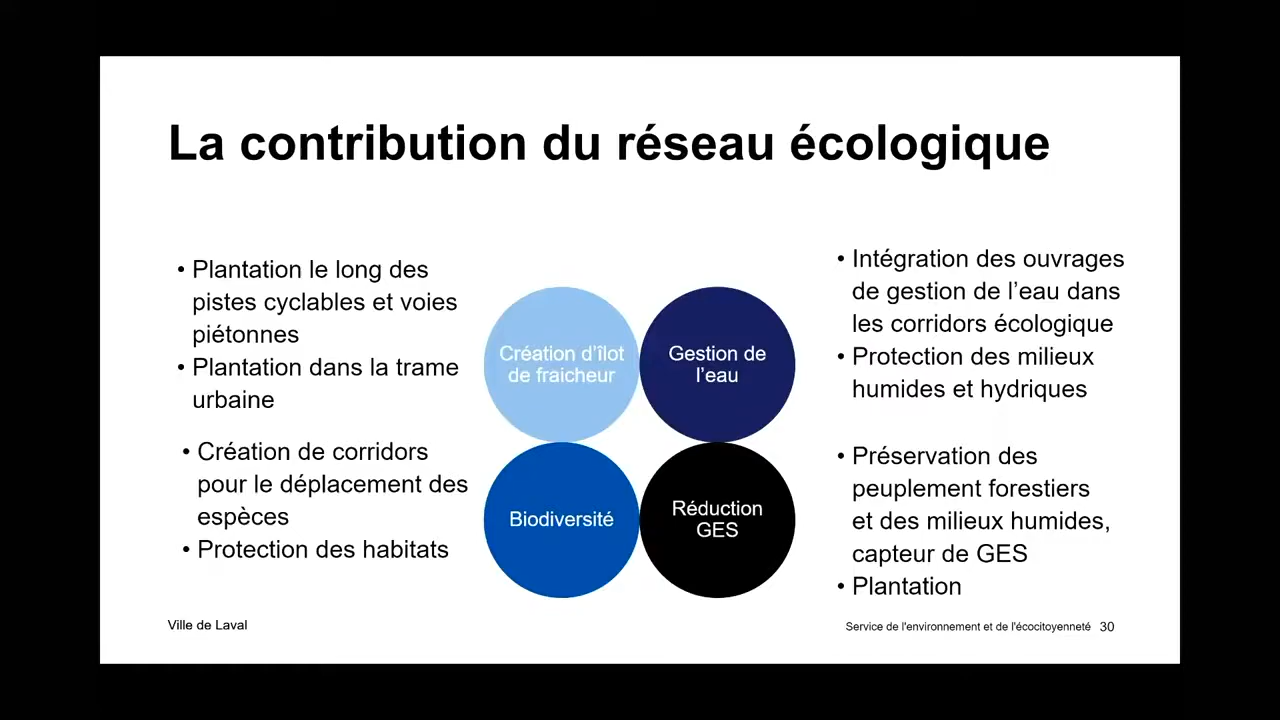 La contribution du réseau écologique
• Plantation le long des
pistes cyclables et voies
piétonnes
• Plantation dans la trame
urbaine
• Création de corridors
pour le déplacement des
espèces
• Protection des habitats
Création d'îlot
de fraicheur
Gestion de
l'eau
Biodiversité
Réduction
GES
• Intégration des ouvrages
de gestion de l'eau dans
les corridors écologique
• Protection des milieux
humides et hydriques
• Préservation des
peuplement forestiers
et des milieux humides,
capteur de GES
• Plantation
Ville de Laval
Service de l'environnement et de l'écocitoyenneté 30